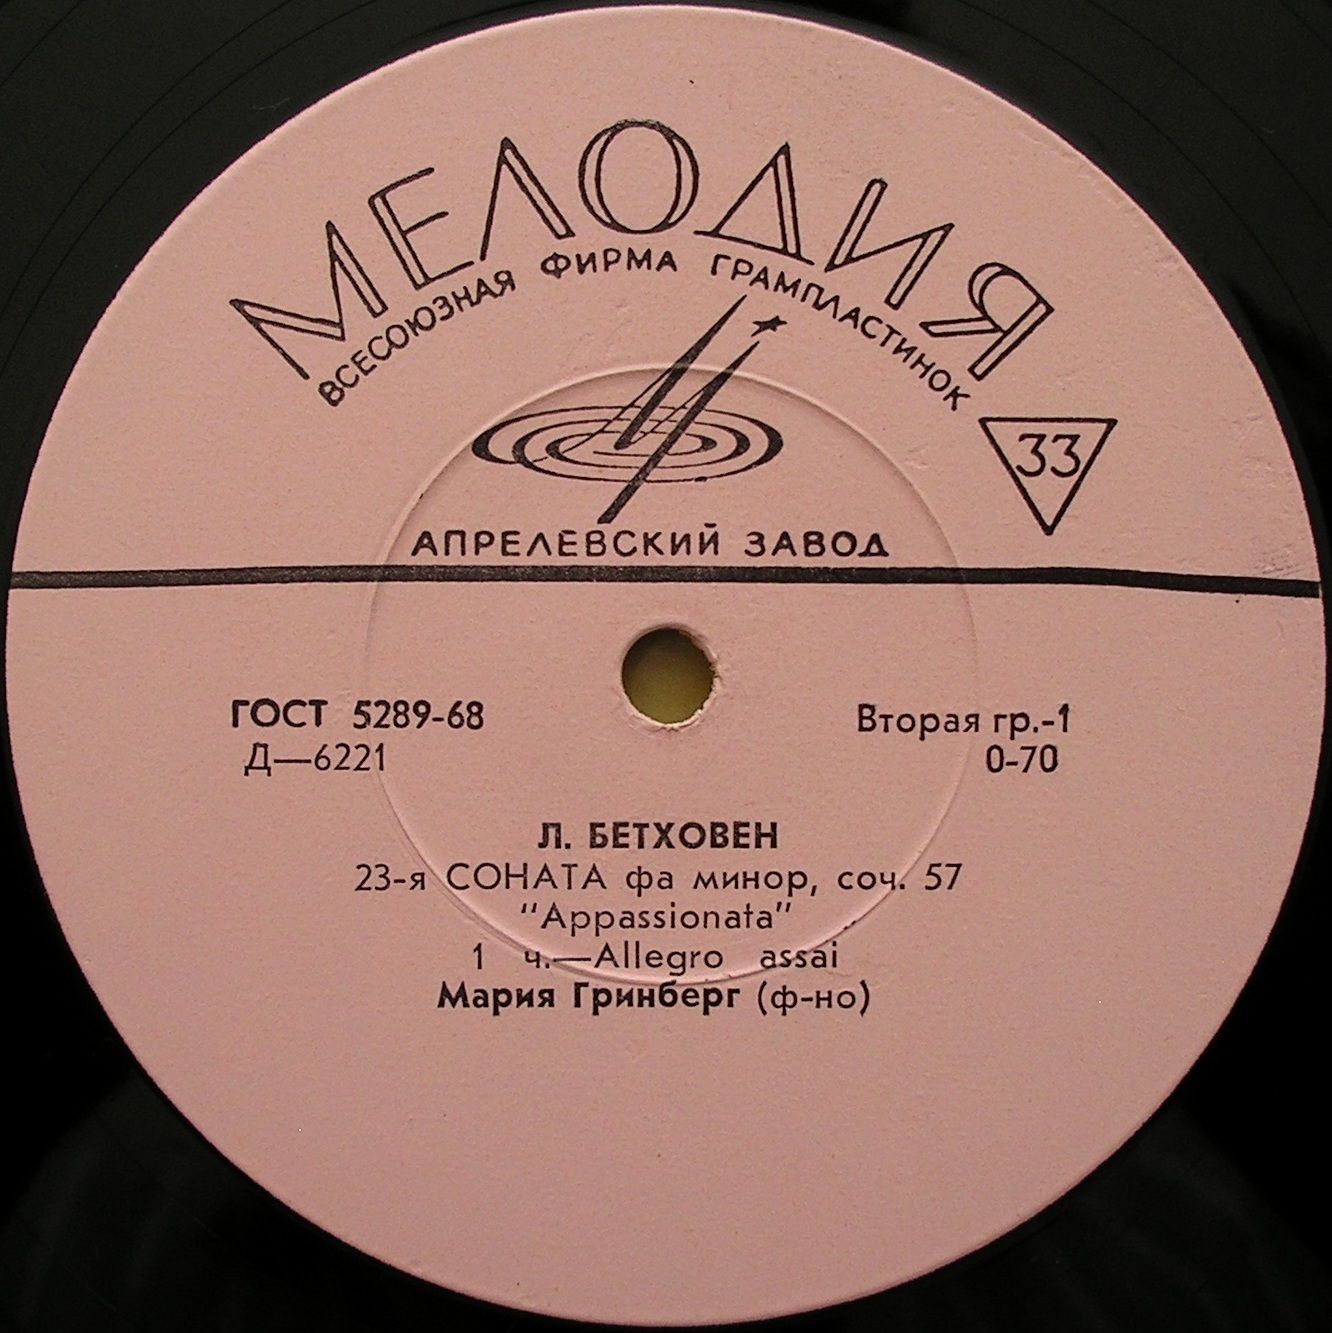 МЕЛОДИЯ
ВСЕСОЮЗНАЯ ФИРМА ГРАМПЛАСТИНОК
33
АПРЕЛЕВСКИЙ ЗАВОД
ГОСТ 5289-68
Д—6221
Вторая гр.-1
0-70
Л. БЕТХОВЕН
23-я СОНАТА фа минор, соч. 57
"Appassionata"
1 ч.—Allegro assai
Мария Гринберг (ф-но)